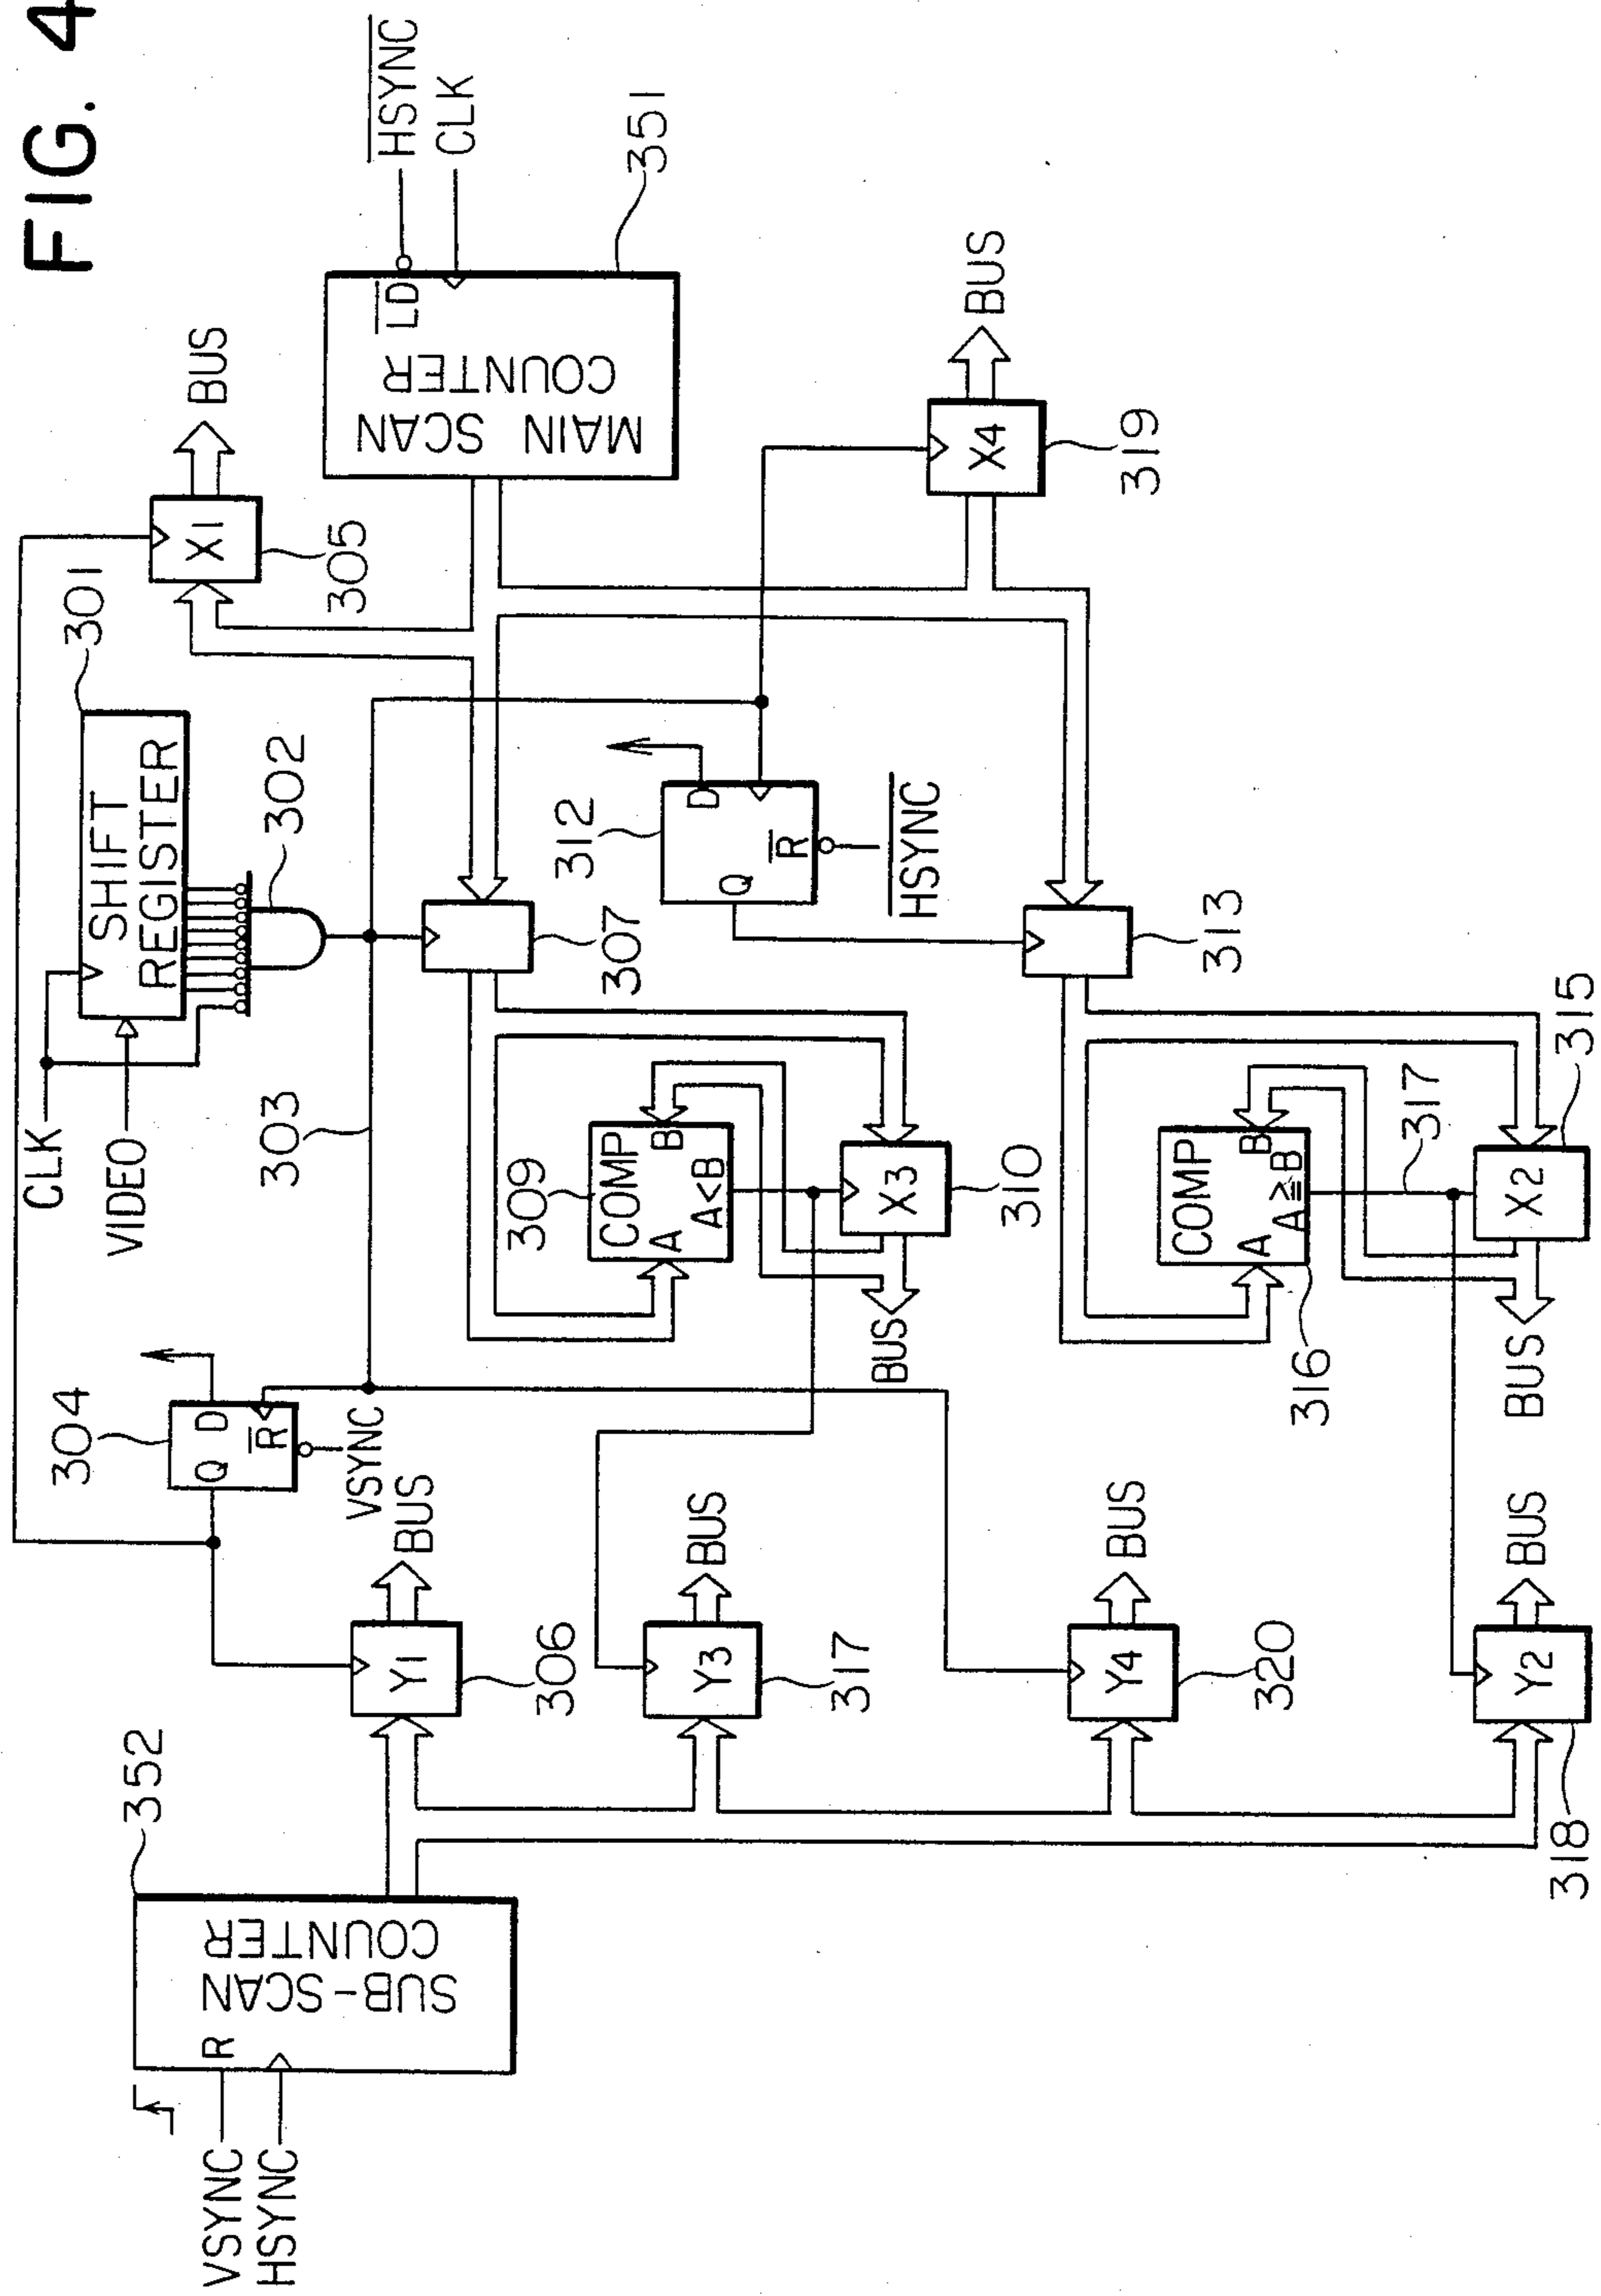 FIG. 4
HSYNC
CLK
LD
MAIN SCAN
COUNTER
351
BUS
X1
305
301
SHIFT
REGISTER
302
CLK
VIDEO
303
BUS
X4
319
312
D
Q
R
HSYNC
307
313
309
COMP
A
B
A<B
X3
310
BUS
COMP
A
B
A≧B
316
317
X2
315
BUS
304
Q
D
R
VSYNC
BUS
Y1
306
BUS
Y3
317
BUS
Y4
320
BUS
Y2
318
352
SUB-SCAN
COUNTER
R
VSYNC
HSYNC